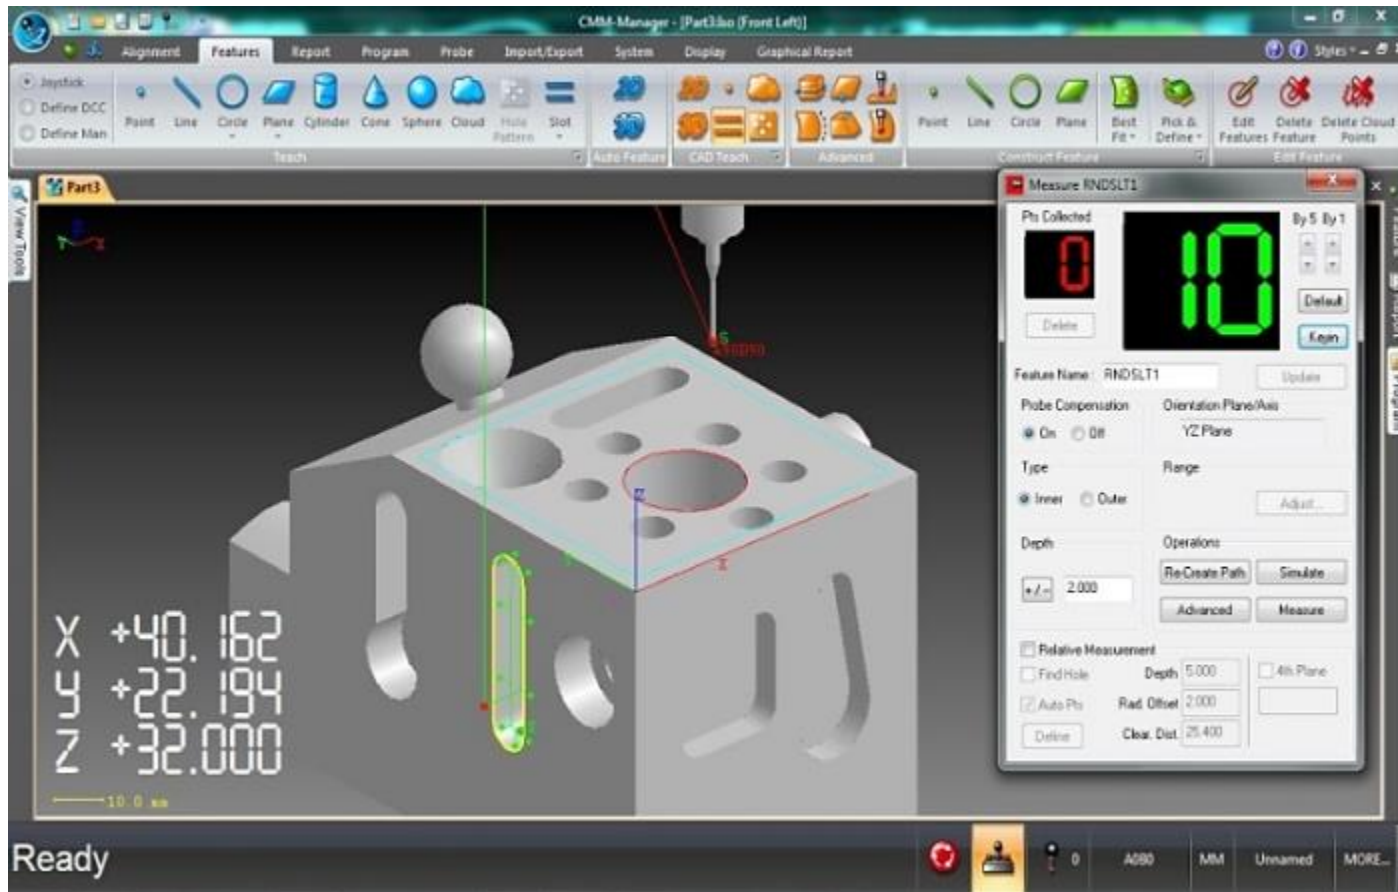 CMM-Manager - [Part3.lso (Front Left)]
Alignment Features Report Program Probe Import/Export System Display Graphical Report Styles
Joystick
Define DCC
Define Man
Point Line Circle Plane Cylinder Cone Sphere Cloud Hole Pattern Slot
Point Line Circle Plane Best Fit Pick & Define Edit Features Delete Feature Delete Cloud Points
Teach Auto Feature CAD Teach Advanced Construct Feature Edit Feature
Part3
View Tools
Measure RNDSLT1
Pts Collected
By 5 By 1
0
10
Default
Delete
Keyin
Feature Name: RNDSLT1 Update
Probe Compensation Orientation Plane/Axis
On Off YZ Plane
Type Range
Inner Outer Adjust...
Depth Operations
+/- 2.000 Re-Create Path Simulate
Advanced Measure
Relative Measurement
Find Hole Depth 5.000 4th Plane
Auto Pts Rad. Offset 2.000
Define Clear. Dist. 25.400
X +40.162
Y +22.194
Z +32.000
10.0 mm
Ready
0 A0B0 MM Unnamed MORE...